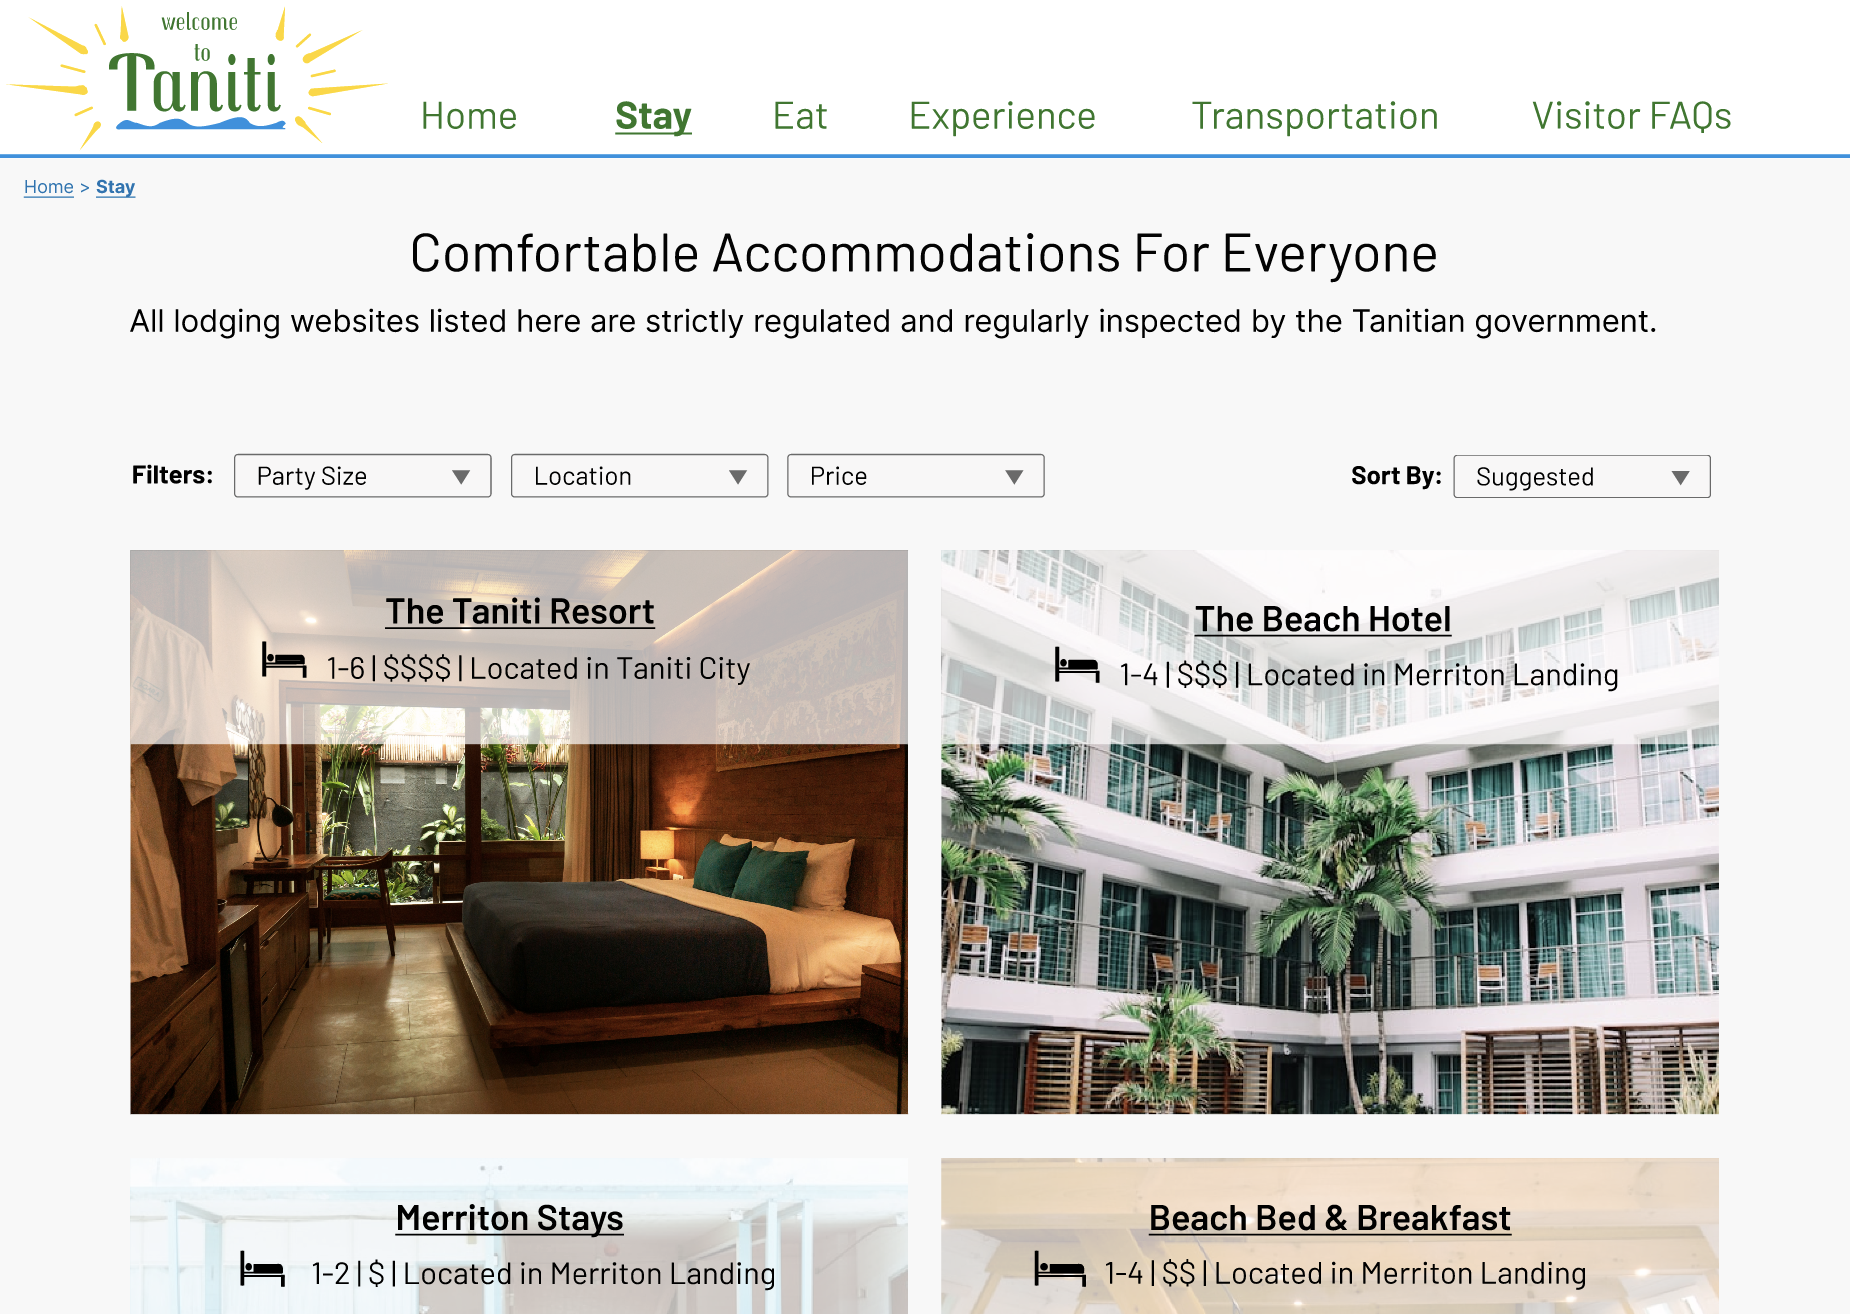 welcome
to
Taniti
Home Stay Eat Experience Transportation Visitor FAQs
Home > Stay
Comfortable Accommodations For Everyone
All lodging websites listed here are strictly regulated and regularly inspected by the Tanitian government.
Filters: Party Size Location Price Sort By: Suggested
The Taniti Resort
1-6 | $$$$ | Located in Taniti City
The Beach Hotel
1-4 | $$$ | Located in Merriton Landing
Merriton Stays
1-2 | $ | Located in Merriton Landing
Beach Bed & Breakfast
1-4 | $$ | Located in Merriton Landing